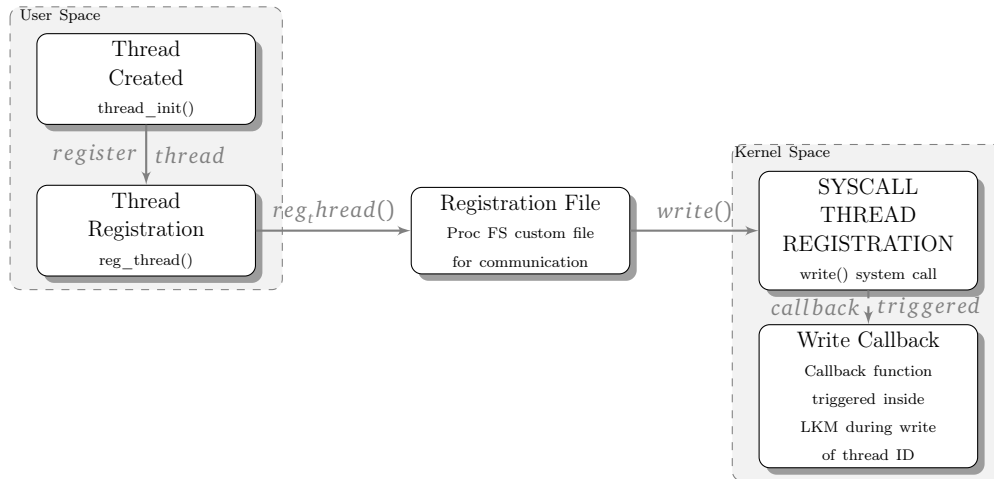 User Space
Thread
Created
thread_init()
register thread
Thread
Registration
reg_thread()
reg_thread()
Registration File
Proc FS custom file
for communication
write()
Kernel Space
SYSCALL
THREAD
REGISTRATION
write() system call
callback triggered
Write Callback
Callback function
triggered inside
LKM during write
of thread ID